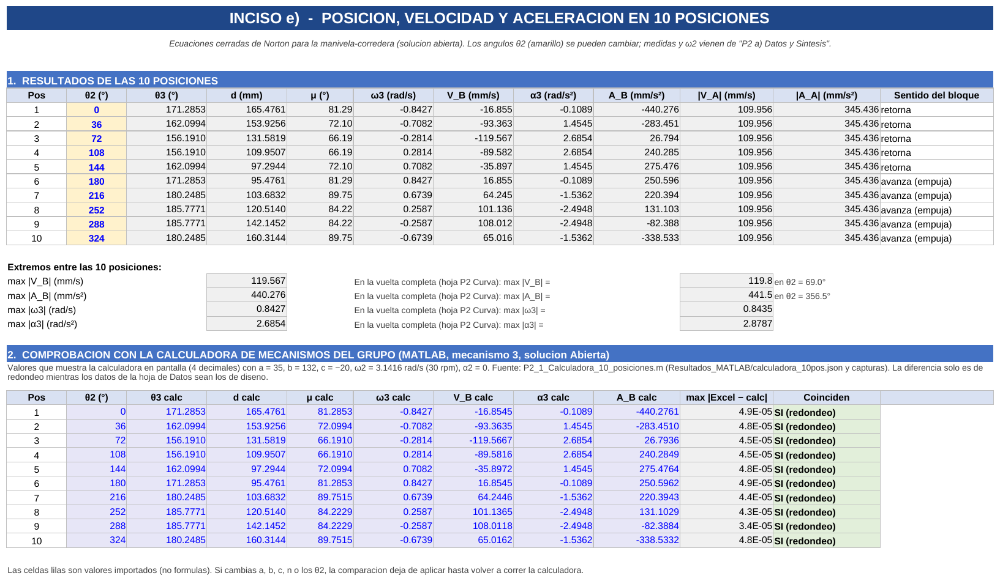 INCISO e)  -  POSICION, VELOCIDAD Y ACELERACION EN 10 POSICIONES
Ecuaciones cerradas de Norton para la manivela-corredera (solucion abierta). Los angulos θ2 (amarillo) se pueden cambiar; medidas y ω2 vienen de "P2 a) Datos y Sintesis".
1.  RESULTADOS DE LAS 10 POSICIONES
Pos θ2 (°) θ3 (°) d (mm) μ (°) ω3 (rad/s) V_B (mm/s) α3 (rad/s²) A_B (mm/s²) |V_A| (mm/s) |A_A| (mm/s²) Sentido del bloque
1 0 171.2853 165.4761 81.29 -0.8427 -16.855 -0.1089 -440.276 109.956 345.436 retorna
2 36 162.0994 153.9256 72.10 -0.7082 -93.363 1.4545 -283.451 109.956 345.436 retorna
3 72 156.1910 131.5819 66.19 -0.2814 -119.567 2.6854 26.794 109.956 345.436 retorna
4 108 156.1910 109.9507 66.19 0.2814 -89.582 2.6854 240.285 109.956 345.436 retorna
5 144 162.0994 97.2944 72.10 0.7082 -35.897 1.4545 275.476 109.956 345.436 retorna
6 180 171.2853 95.4761 81.29 0.8427 16.855 -0.1089 250.596 109.956 345.436 avanza (empuja)
7 216 180.2485 103.6832 89.75 0.6739 64.245 -1.5362 220.394 109.956 345.436 avanza (empuja)
8 252 185.7771 120.5140 84.22 0.2587 101.136 -2.4948 131.103 109.956 345.436 avanza (empuja)
9 288 185.7771 142.1452 84.22 -0.2587 108.012 -2.4948 -82.388 109.956 345.436 avanza (empuja)
10 324 180.2485 160.3144 89.75 -0.6739 65.016 -1.5362 -338.533 109.956 345.436 avanza (empuja)
Extremos entre las 10 posiciones:
max |V_B| (mm/s) 119.567 En la vuelta completa (hoja P2 Curva): max |V_B| = 119.8 en θ2 = 69.0°
max |A_B| (mm/s²) 440.276 En la vuelta completa (hoja P2 Curva): max |A_B| = 441.5 en θ2 = 356.5°
max |ω3| (rad/s) 0.8427 En la vuelta completa (hoja P2 Curva): max |ω3| = 0.8435
max |α3| (rad/s²) 2.6854 En la vuelta completa (hoja P2 Curva): max |α3| = 2.8787
2.  COMPROBACION CON LA CALCULADORA DE MECANISMOS DEL GRUPO (MATLAB, mecanismo 3, solucion Abierta)
Valores que muestra la calculadora en pantalla (4 decimales) con a = 35, b = 132, c = −20, ω2 = 3.1416 rad/s (30 rpm), α2 = 0. Fuente: P2_1_Calculadora_10_posiciones.m (Resultados_MATLAB/calculadora_10pos.json y capturas). La diferencia solo es de
redondeo mientras los datos de la hoja de Datos sean los de diseno.
Pos θ2 (°) θ3 calc d calc μ calc ω3 calc V_B calc α3 calc A_B calc max |Excel − calc| Coinciden
1 0 171.2853 165.4761 81.2853 -0.8427 -16.8545 -0.1089 -440.2761 4.9E-05 SI (redondeo)
2 36 162.0994 153.9256 72.0994 -0.7082 -93.3635 1.4545 -283.4510 4.8E-05 SI (redondeo)
3 72 156.1910 131.5819 66.1910 -0.2814 -119.5667 2.6854 26.7936 4.5E-05 SI (redondeo)
4 108 156.1910 109.9507 66.1910 0.2814 -89.5816 2.6854 240.2849 4.5E-05 SI (redondeo)
5 144 162.0994 97.2944 72.0994 0.7082 -35.8972 1.4545 275.4764 4.8E-05 SI (redondeo)
6 180 171.2853 95.4761 81.2853 0.8427 16.8545 -0.1089 250.5962 4.9E-05 SI (redondeo)
7 216 180.2485 103.6832 89.7515 0.6739 64.2446 -1.5362 220.3943 4.4E-05 SI (redondeo)
8 252 185.7771 120.5140 84.2229 0.2587 101.1365 -2.4948 131.1029 4.3E-05 SI (redondeo)
9 288 185.7771 142.1452 84.2229 -0.2587 108.0118 -2.4948 -82.3884 3.4E-05 SI (redondeo)
10 324 180.2485 160.3144 89.7515 -0.6739 65.0162 -1.5362 -338.5332 4.8E-05 SI (redondeo)
Las celdas lilas son valores importados (no formulas). Si cambias a, b, c, n o los θ2, la comparacion deja de aplicar hasta volver a correr la calculadora.